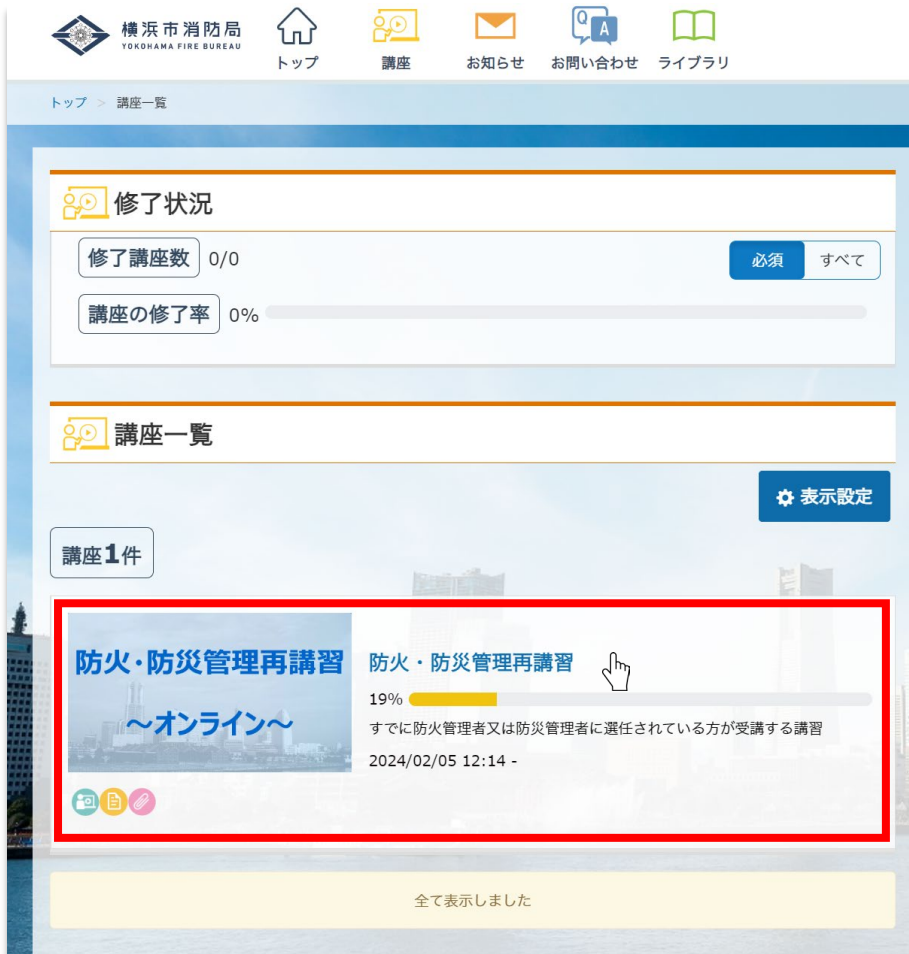 横浜市消防局
YOKOHAMA FIRE BUREAU
トップ
講座
お知らせ
Q
A
お問い合わせ
ライブラリ
トップ > 講座一覧
修了状況
修了講座数 0/0
必須 すべて
講座の修了率 0%
講座一覧
表示設定
講座1件
防火・防災管理再講習
～オンライン～
防火・防災管理再講習
19%
すでに防火管理者又は防災管理者に選任されている方が受講する講習
2024/02/05 12:14 -
全て表示しました